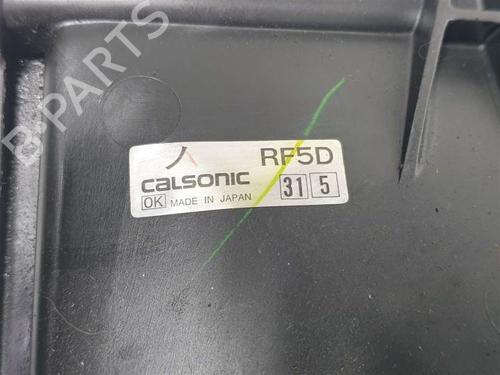 B-PARTS
人 RF5D
calsonic 31 5
OK MADE IN JAPAN